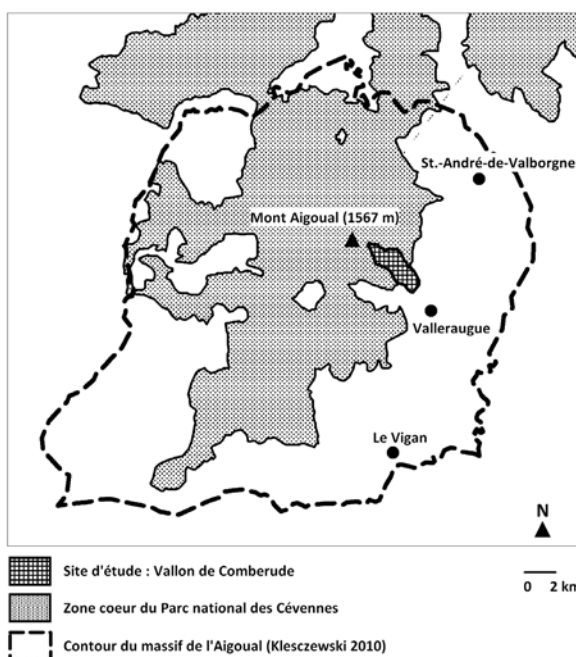 St.-André-de-Valborgne
Mont Aigoual (1567 m)
Valleraugue
Le Vigan
N
Site d'étude : Vallon de Comberude
0 2 km
Zone coeur du Parc national des Cévennes
Contour du massif de l'Aigoual (Klesczewski 2010)